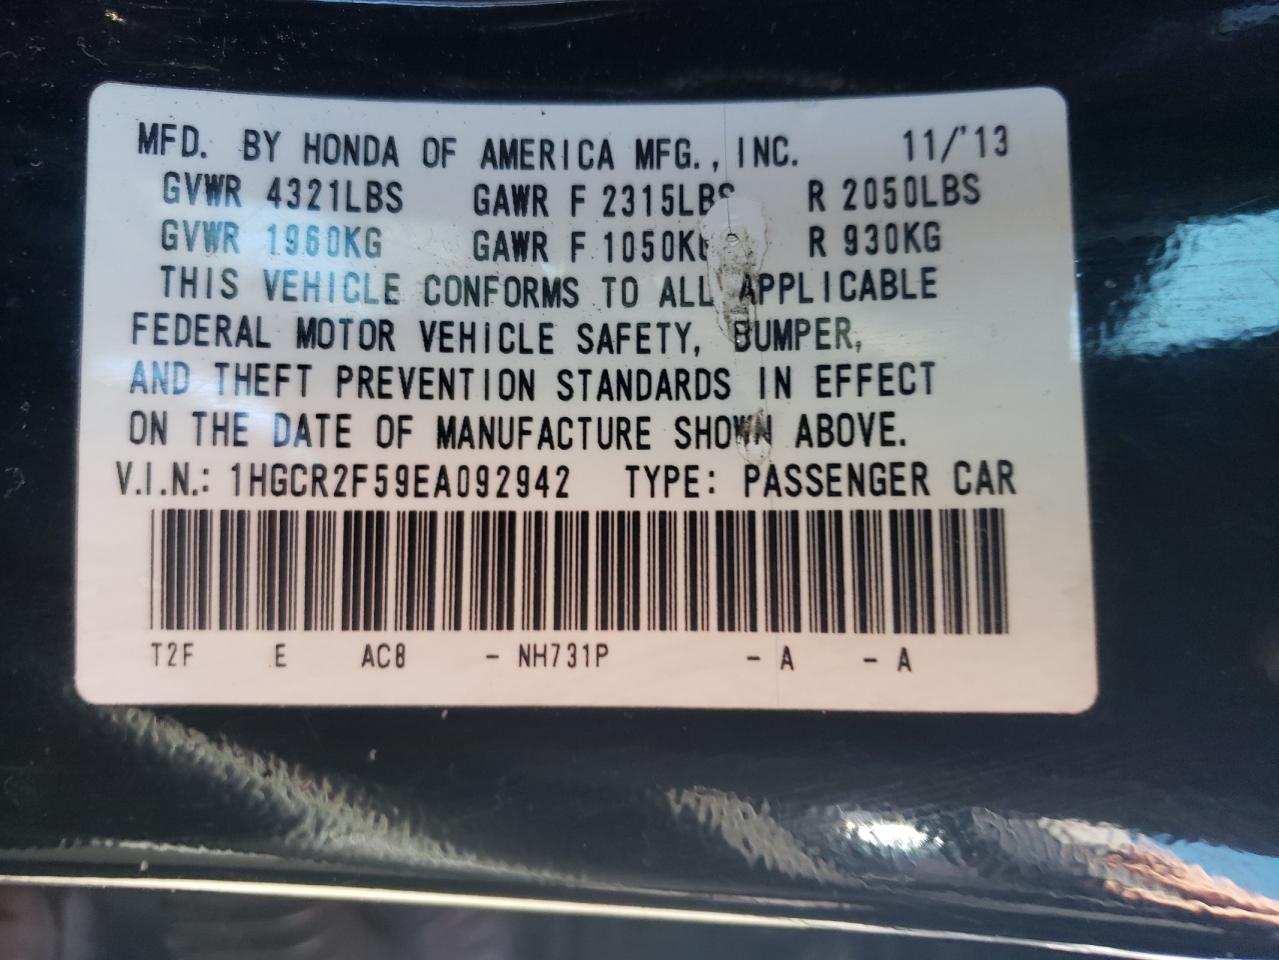 MFD. BY HONDA OF AMERICA MFG., INC. 11/'13
GVWR 4321LBS GAWR F 2315LBS R 2050LBS
GVWR 1960KG GAWR F 1050KG R 930KG
THIS VEHICLE CONFORMS TO ALL APPLICABLE
FEDERAL MOTOR VEHICLE SAFETY, BUMPER,
AND THEFT PREVENTION STANDARDS IN EFFECT
ON THE DATE OF MANUFACTURE SHOWN ABOVE.
V.I.N.: 1HGCR2F59EA092942 TYPE: PASSENGER CAR
T2F E AC8 - NH731P - A - A